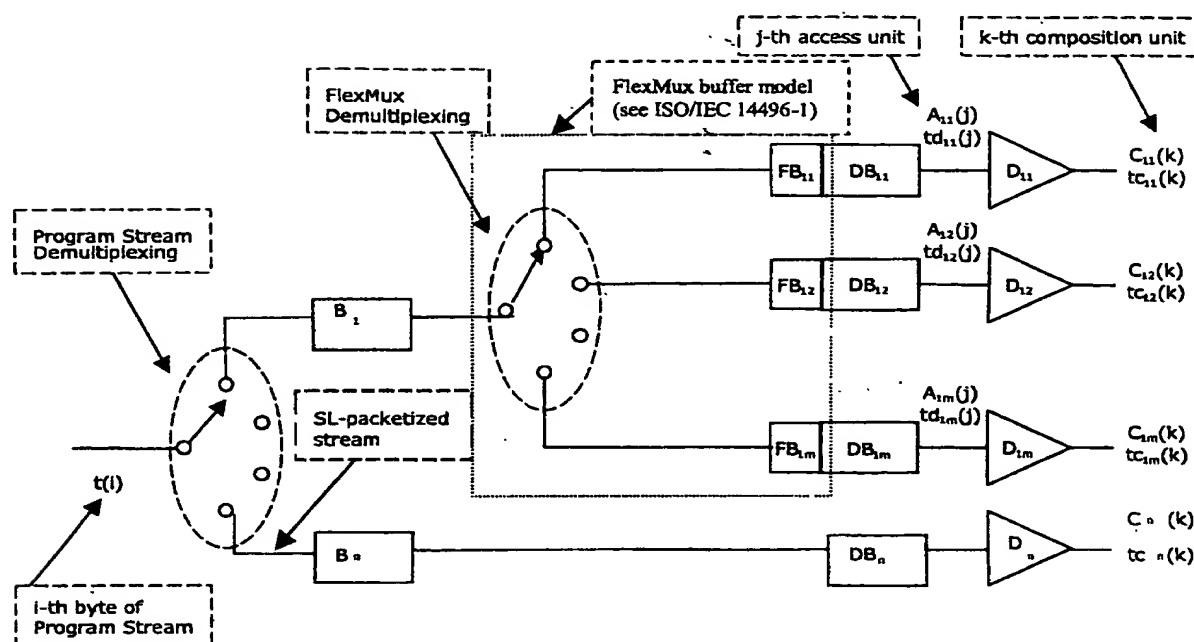 j-th access unit
k-th composition unit
FlexMux
Demultiplexing
FlexMux buffer model
(see ISO/IEC 14496-1)
A₁₁(j)
td₁₁(j)
FB₁₁
DB₁₁
D₁₁
C₁₁(k)
tc₁₁(k)
Program Stream
Demultiplexing
A₁₂(j)
td₁₂(j)
FB₁₂
DB₁₂
D₁₂
C₁₂(k)
tc₁₂(k)
B₁
SL-packetized
stream
A₁ₘ(j)
td₁ₘ(j)
FB₁ₘ
DB₁ₘ
D₁ₘ
C₁ₘ(k)
tc₁ₘ(k)
t(i)
Bₙ
DBₙ
Dₙ
Cₙ(k)
tcₙ(k)
i-th byte of
Program Stream